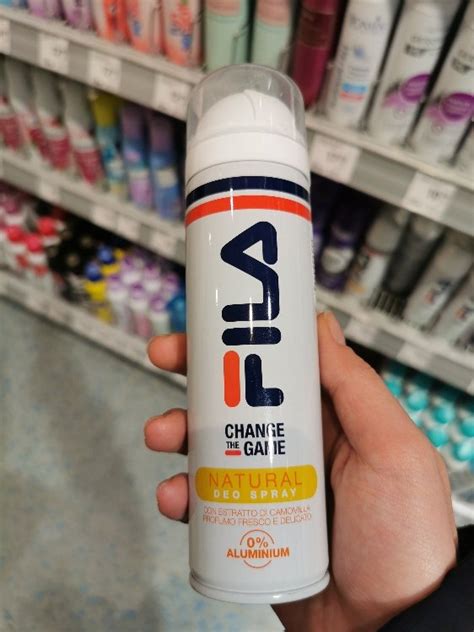 FILA
CHANGE
THE GAME
NATURAL
DEO SPRAY
CON ESTRATTO DI CAMOMILLA
PROFUMO FRESCO E DELICATO
0%
ALUMINIUM